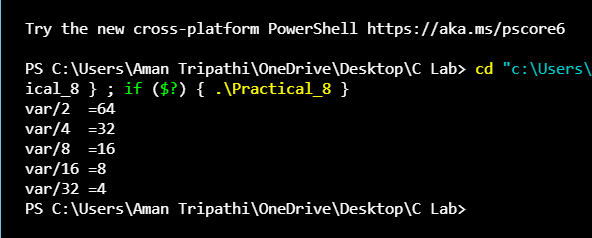 Try the new cross-platform PowerShell https://aka.ms/pscore6
PS C:\Users\Aman Tripathi\OneDrive\Desktop\C Lab> cd "c:\Users\
ical_8 } ; if ($?) { .\Practical_8 }
var/2  =64
var/4  =32
var/8  =16
var/16 =8
var/32 =4
PS C:\Users\Aman Tripathi\OneDrive\Desktop\C Lab>